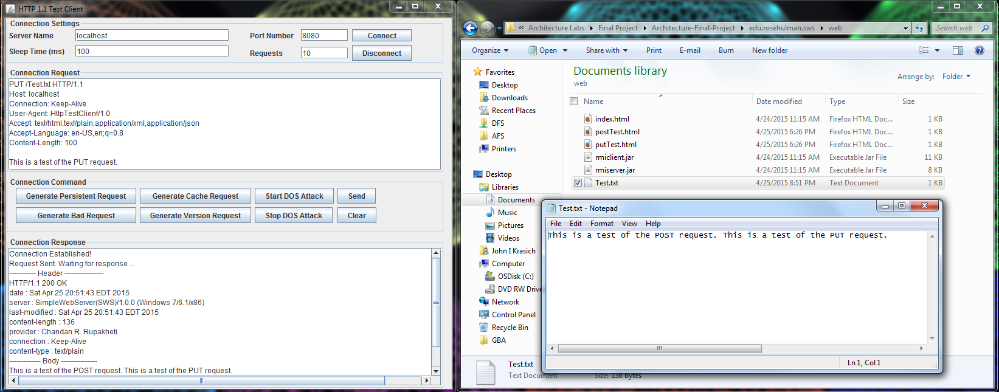 HTTP 1.1 Test Client
Connection Settings
Server Name localhost Port Number 8080 Connect
Sleep Time (ms) 100 Requests 10 Disconnect
Connection Request
PUT /Test.txt HTTP/1.1
Host: localhost
Connection: Keep-Alive
User-Agent: HttpTestClient/1.0
Accept: text/html,text/plain,application/xml,application/json
Accept-Language: en-US,en;q=0.8
Content-Length: 100
This is a test of the PUT request.
Connection Command
Generate Persistent Request Generate Cache Request Start DOS Attack Send
Generate Bad Request Generate Version Request Stop DOS Attack Clear
Connection Response
Connection Established!
Request Sent. Waiting for response ...
----------- Header ----------------
HTTP/1.1 200 OK
date : Sat Apr 25 20:51:43 EDT 2015
server : SimpleWebServer(SWS)/1.0.0 (Windows 7/6.1/x86)
last-modified : Sat Apr 25 20:51:43 EDT 2015
content-length : 136
provider : Chandan R. Rupakheti
connection : Keep-Alive
content-type : text/plain
------------- Body ---------------
This is a test of the POST request. This is a test of the PUT request.
« Architecture Labs Final Project Architecture-Final-Project edu.rosehulman.sws web Search web
Organize Open Share with Print E-mail Burn New folder
Favorites
Desktop
Downloads
Recent Places
DFS
AFS
Printers
Desktop
Libraries
Documents
Music
Pictures
Videos
John I Krasich
Computer
OSDisk (C:)
DVD RW Drive
Network
Control Panel
Recycle Bin
GBA
Documents library
web
Arrange by: Folder
Name Date modified Type Size
index.html 4/24/2015 11:15 AM Firefox HTML Doc... 1 KB
postTest.html 4/25/2015 6:26 PM Firefox HTML Doc... 1 KB
putTest.html 4/25/2015 6:26 PM Firefox HTML Doc... 1 KB
rmiclient.jar 4/24/2015 11:15 AM Executable Jar File 11 KB
rmiserver.jar 4/24/2015 11:15 AM Executable Jar File 8 KB
Test.txt 4/25/2015 8:51 PM Text Document 1 KB
Test.txt - Notepad
File Edit Format View Help
This is a test of the POST request. This is a test of the PUT request.
Ln 1, Col 1
Test.txt
Text Document Size: 136 bytes